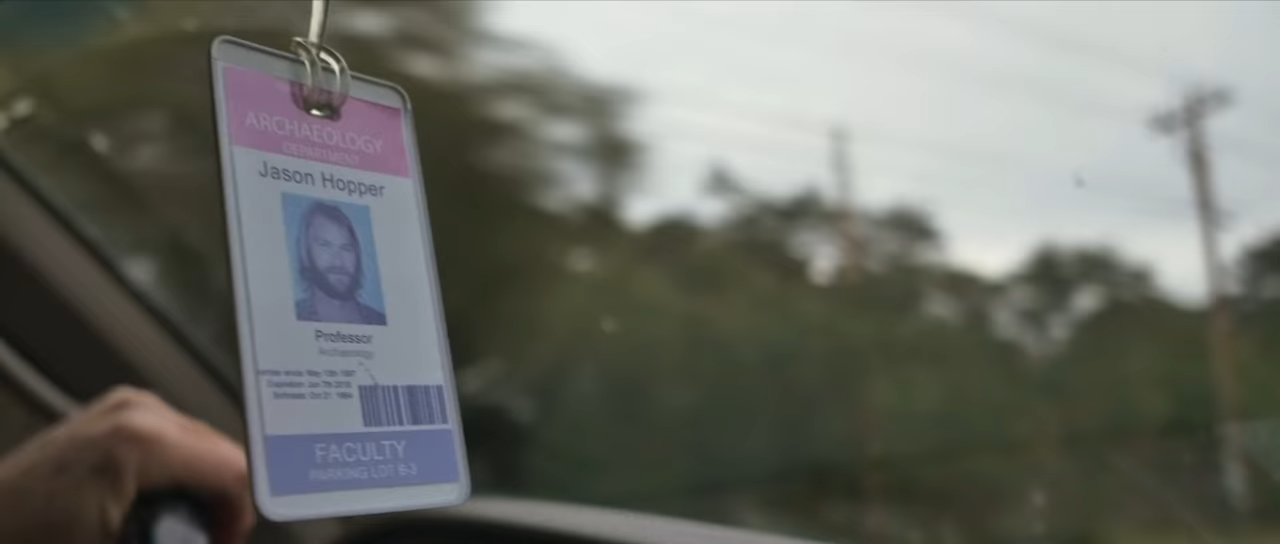 ARCHAEOLOGY
DEPARTMENT
Jason Hopper
Professor
Archaeology
FACULTY
PARKING LOT B-3